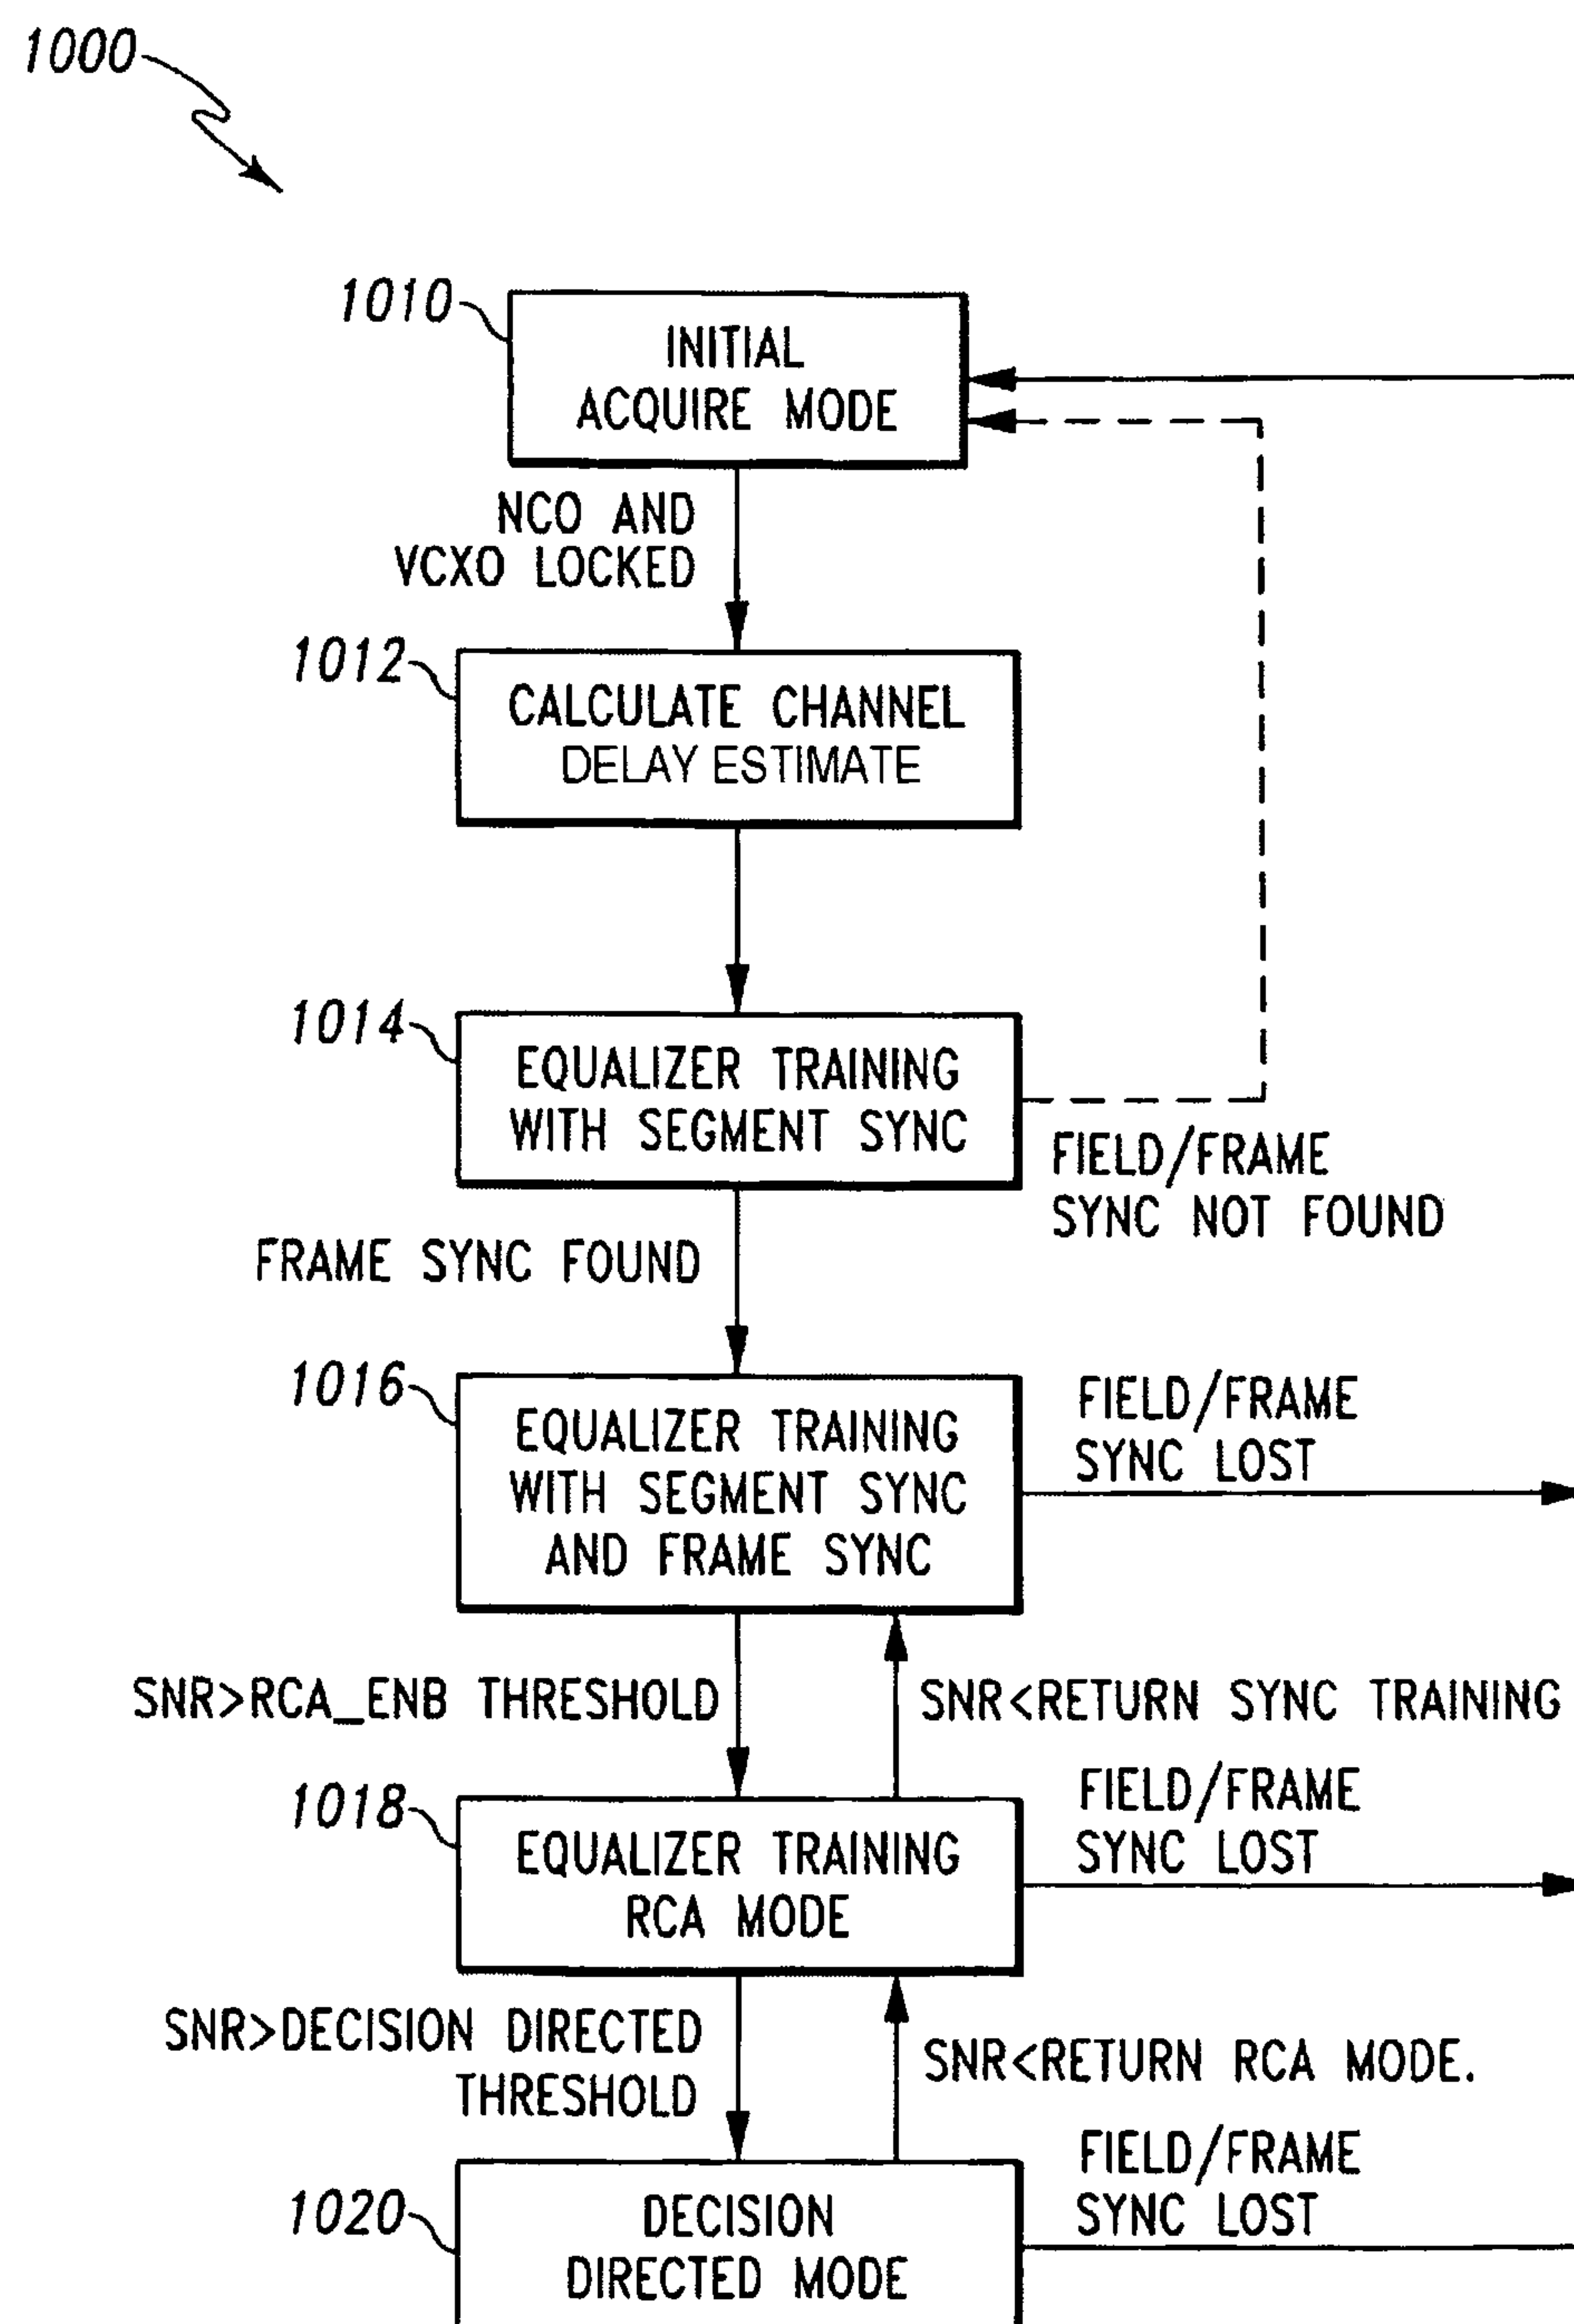 1000
1010
INITIAL
ACQUIRE MODE
NCO AND
VCXO LOCKED
1012
CALCULATE CHANNEL
DELAY ESTIMATE
1014
EQUALIZER TRAINING
WITH SEGMENT SYNC
FIELD/FRAME
SYNC NOT FOUND
FRAME SYNC FOUND
1016
EQUALIZER TRAINING
WITH SEGMENT SYNC
AND FRAME SYNC
FIELD/FRAME
SYNC LOST
SNR>RCA_ENB THRESHOLD
SNR<RETURN SYNC TRAINING
1018
EQUALIZER TRAINING
RCA MODE
FIELD/FRAME
SYNC LOST
SNR>DECISION DIRECTED
THRESHOLD
SNR<RETURN RCA MODE.
1020
DECISION
DIRECTED MODE
FIELD/FRAME
SYNC LOST